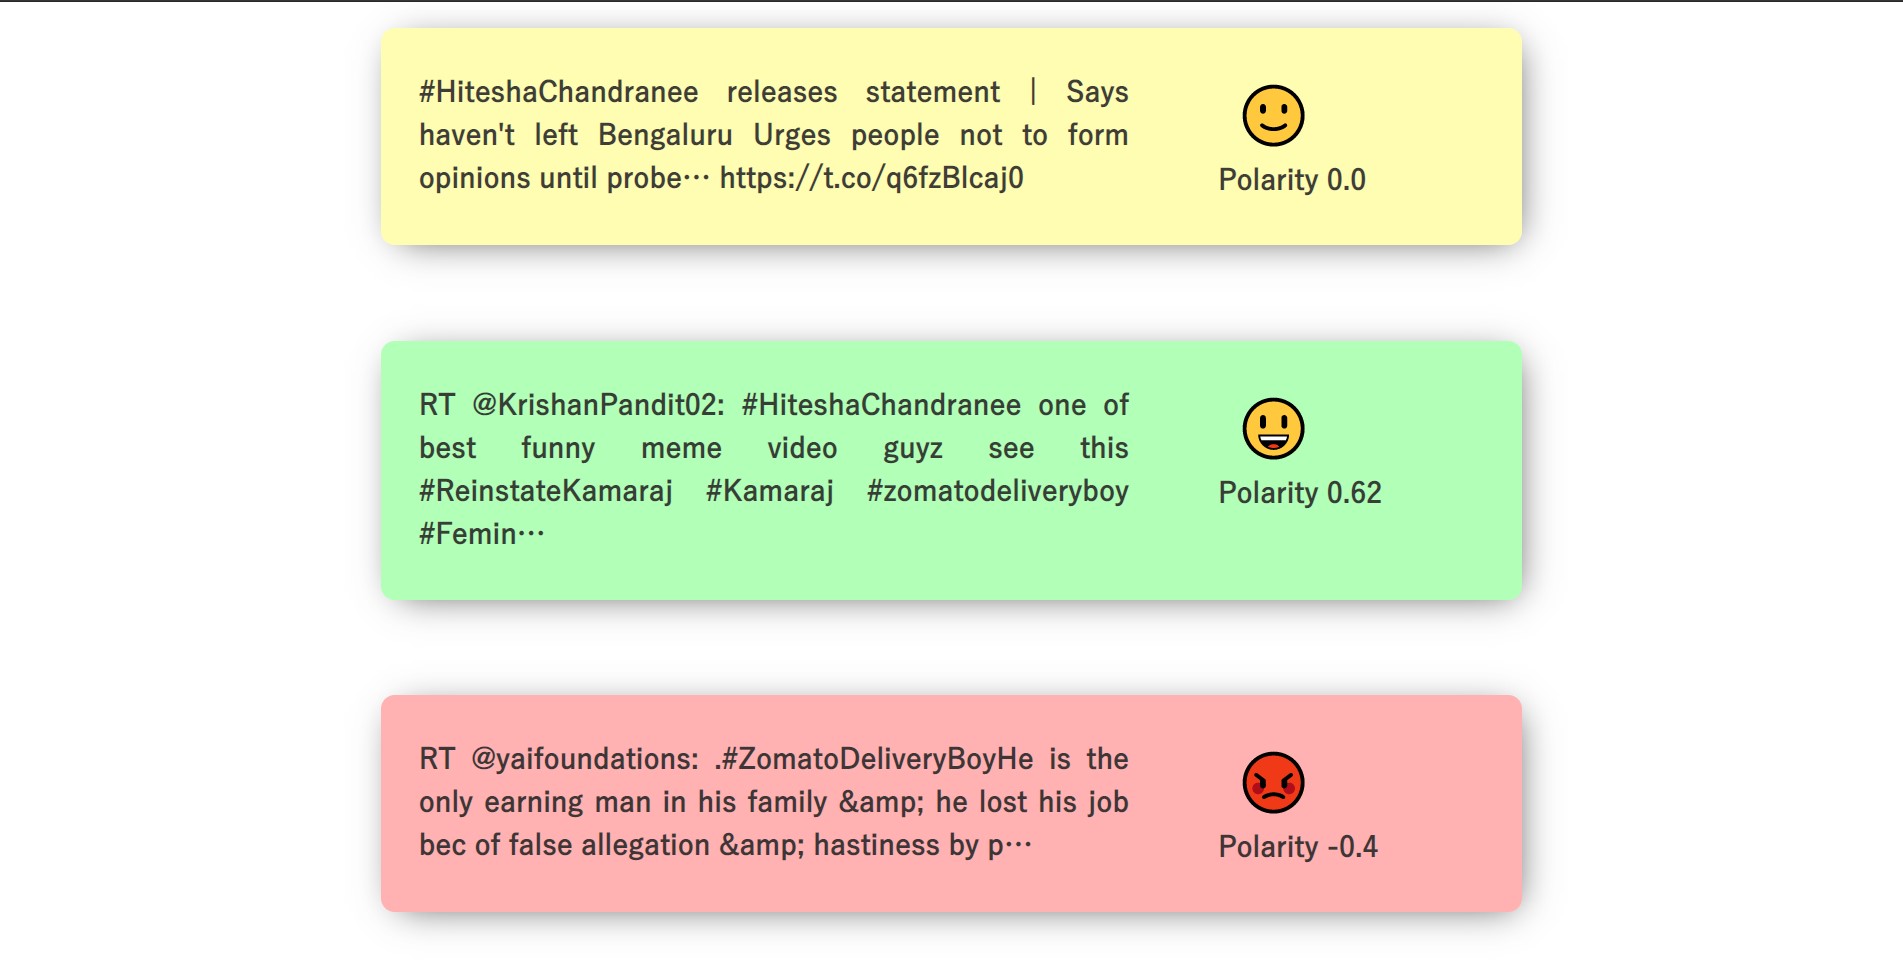 #HiteshaChandranee releases statement | Says
haven't left Bengaluru Urges people not to form
opinions until probe… https://t.co/q6fzBlcaj0
Polarity 0.0
RT @KrishanPandit02: #HiteshaChandranee one of
best funny meme video guyz see this
#ReinstateKamaraj #Kamaraj #zomatodeliveryboy
#Femin…
Polarity 0.62
RT @yaifoundations: .#ZomatoDeliveryBoyHe is the
only earning man in his family &amp; he lost his job
bec of false allegation &amp; hastiness by p…
Polarity -0.4